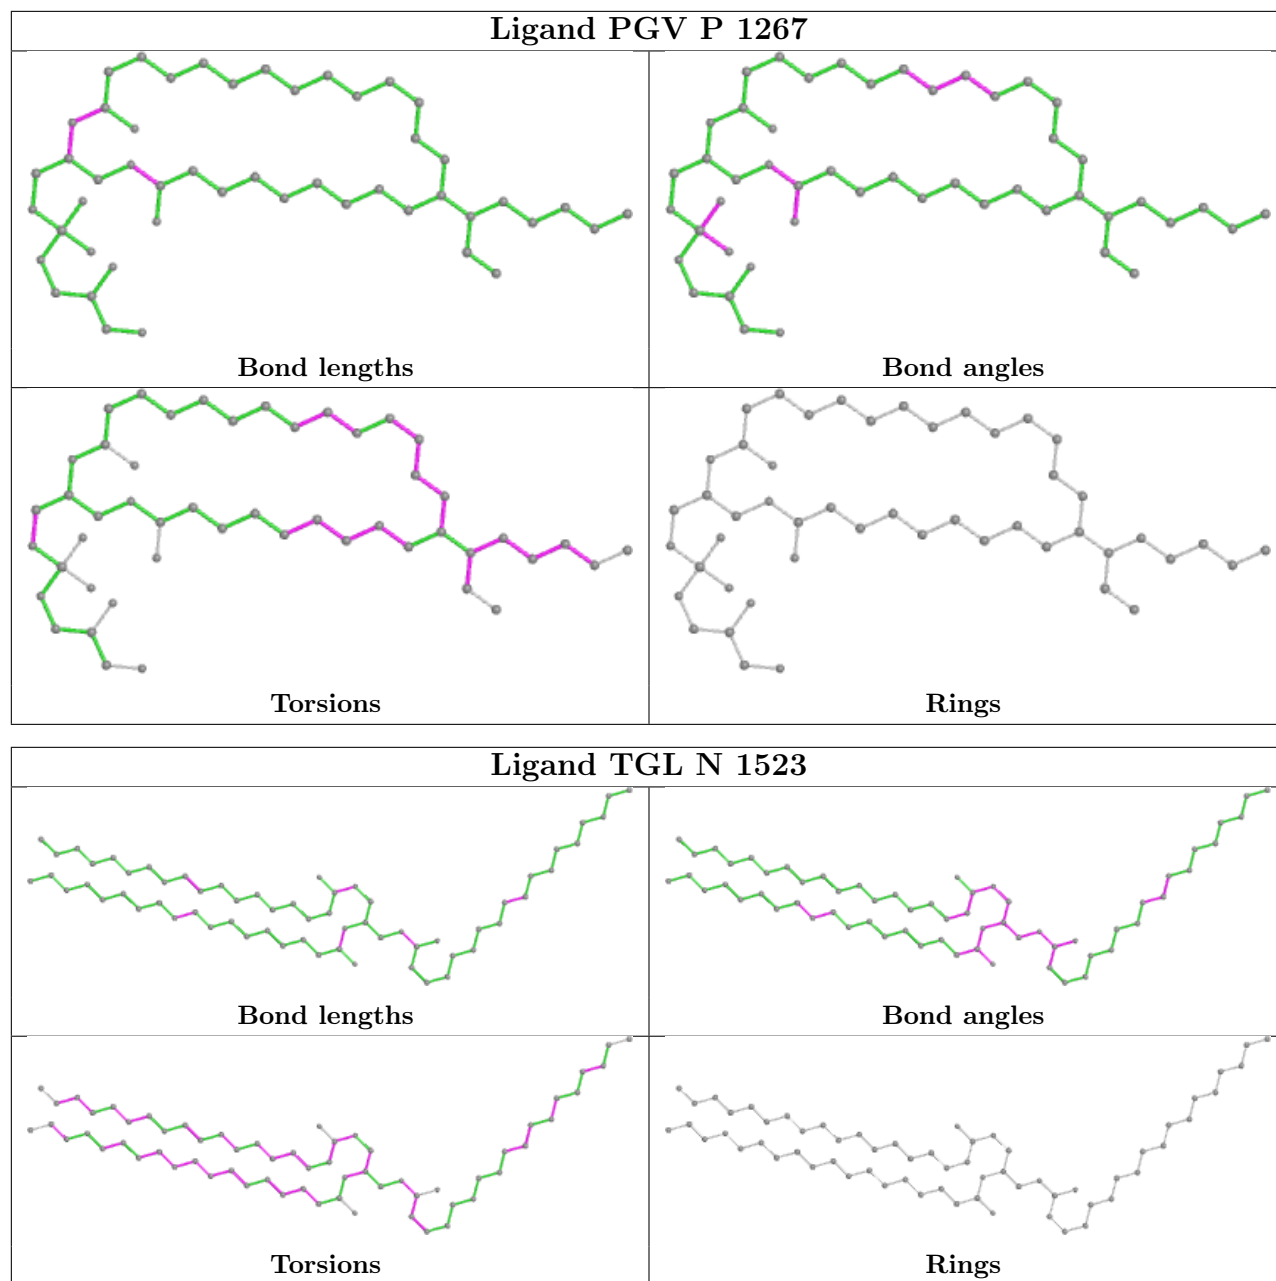 Ligand PGV P 1267
Bond lengths
Bond angles
Torsions
Rings
Ligand TGL N 1523
Bond lengths
Bond angles
Torsions
Rings